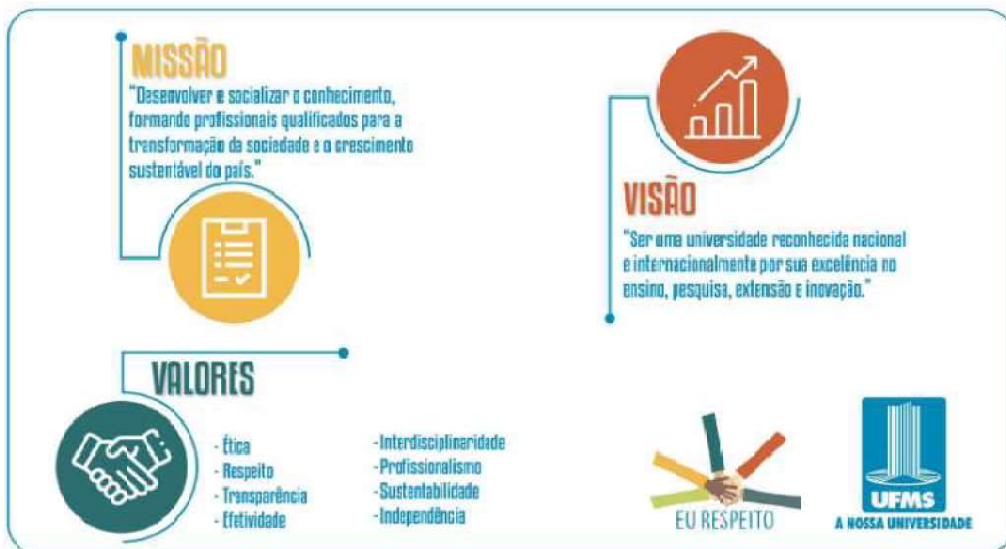 MISSÃO
"Desenvolver e socializar o conhecimento,
formando profissionais qualificados para a
transformação da sociedade e o crescimento
sustentável do país."
VISÃO
"Ser uma universidade reconhecida nacional
e internacionalmente por sua excelência no
ensino, pesquisa, extensão e inovação."
VALORES
- Ética
- Respeito
- Transparência
- Efetividade
-Interdisciplinaridade
-Profissionalismo
-Sustentabilidade
-Independência
EU RESPEITO
UFMS
A NOSSA UNIVERSIDADE